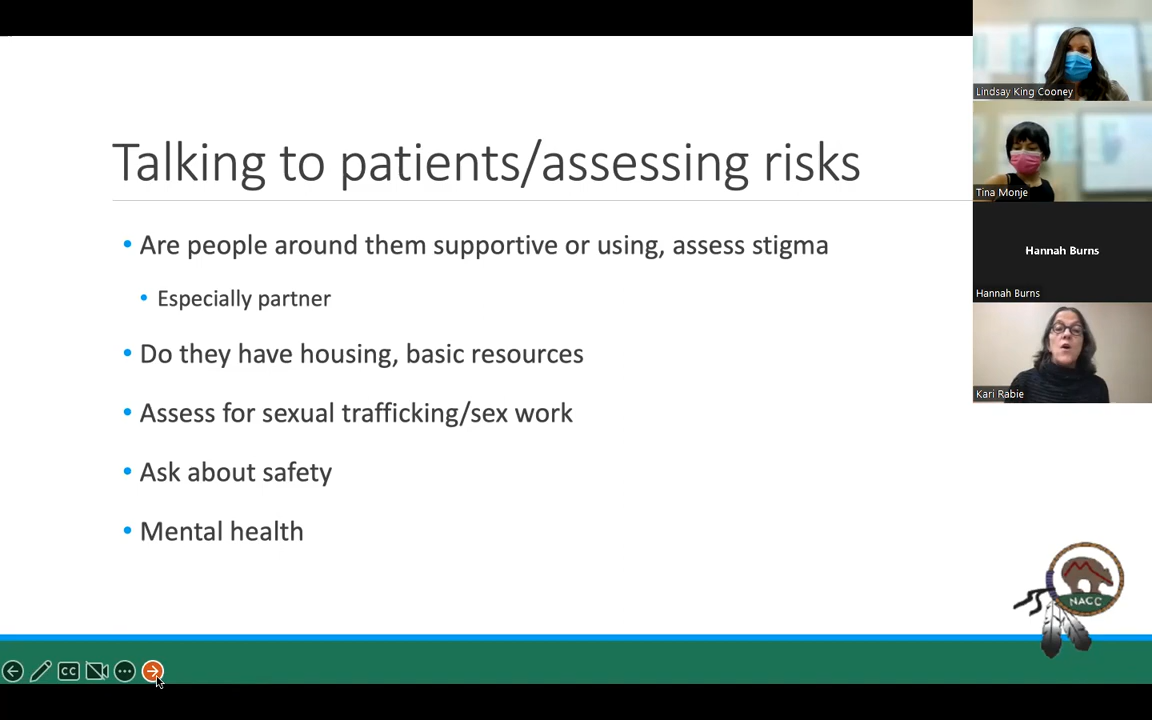 Talking to patients/assessing risks
Are people around them supportive or using, assess stigma
Especially partner
Do they have housing, basic resources
Assess for sexual trafficking/sex work
Ask about safety
Mental health
NACC
CC
Lindsay King Cooney
Tina Monje
Hannah Burns
Hannah Burns
Kari Rabie